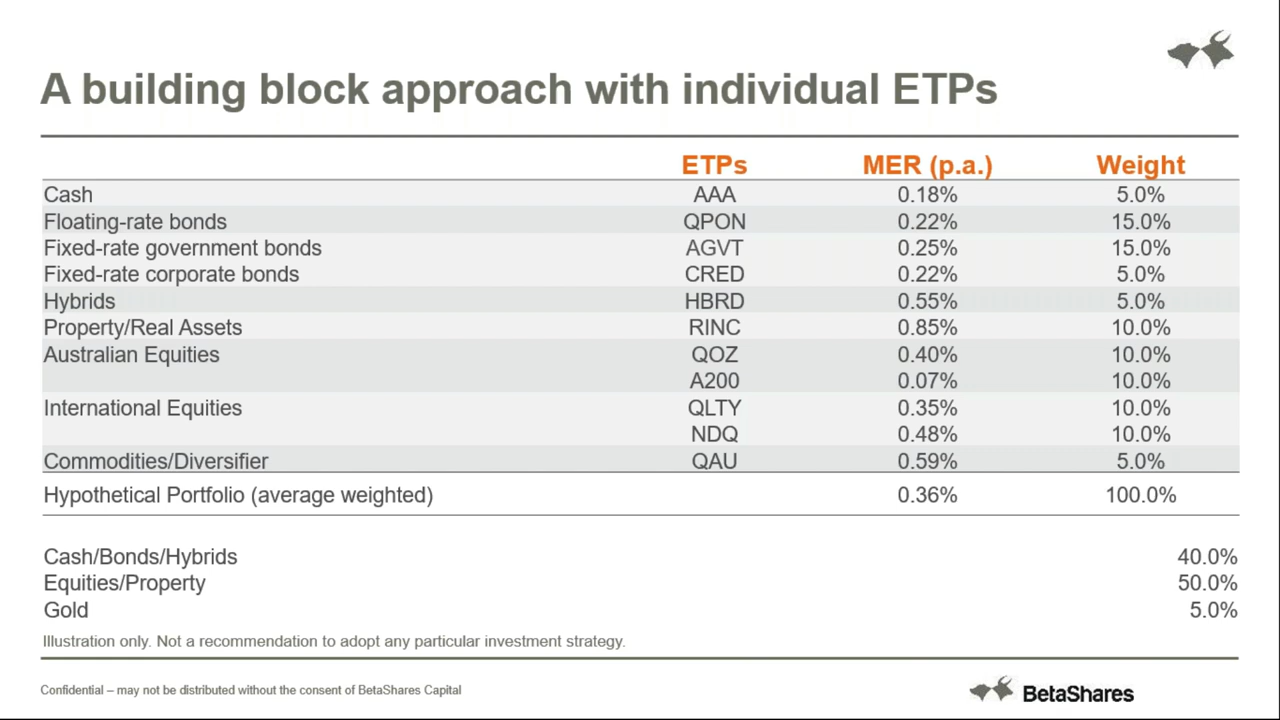 A building block approach with individual ETPs
ETPs MER (p.a.) Weight
Cash AAA 0.18% 5.0%
Floating-rate bonds QPON 0.22% 15.0%
Fixed-rate government bonds AGVT 0.25% 15.0%
Fixed-rate corporate bonds CRED 0.22% 5.0%
Hybrids HBRD 0.55% 5.0%
Property/Real Assets RINC 0.85% 10.0%
Australian Equities QOZ 0.40% 10.0%
A200 0.07% 10.0%
International Equities QLTY 0.35% 10.0%
NDQ 0.48% 10.0%
Commodities/Diversifier QAU 0.59% 5.0%
Hypothetical Portfolio (average weighted) 0.36% 100.0%
Cash/Bonds/Hybrids 40.0%
Equities/Property 50.0%
Gold 5.0%
Illustration only. Not a recommendation to adopt any particular investment strategy.
Confidential – may not be distributed without the consent of BetaShares Capital
BetaShares